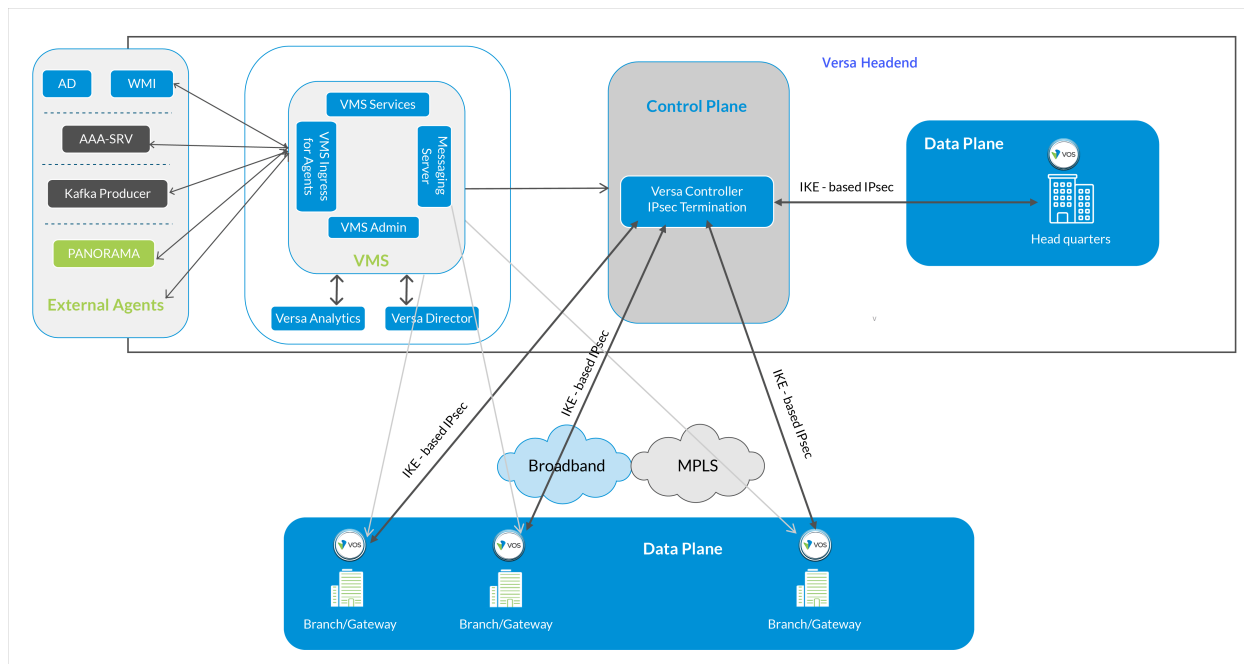 Versa Headend
AD
WMI
AAA-SRV
Kafka Producer
PANORAMA
External Agents
VMS Services
VMS Ingress
for Agents
Messaging
Server
VMS Admin
VMS
Versa Analytics
Versa Director
Control Plane
Versa Controller
IPsec Termination
IKE - based IPsec
Data Plane
VOS
Head quarters
v
IKE - based IPsec
IKE - based IPsec
IKE - based IPsec
Broadband
MPLS
Data Plane
VOS
VOS
VOS
Branch/Gateway
Branch/Gateway
Branch/Gateway